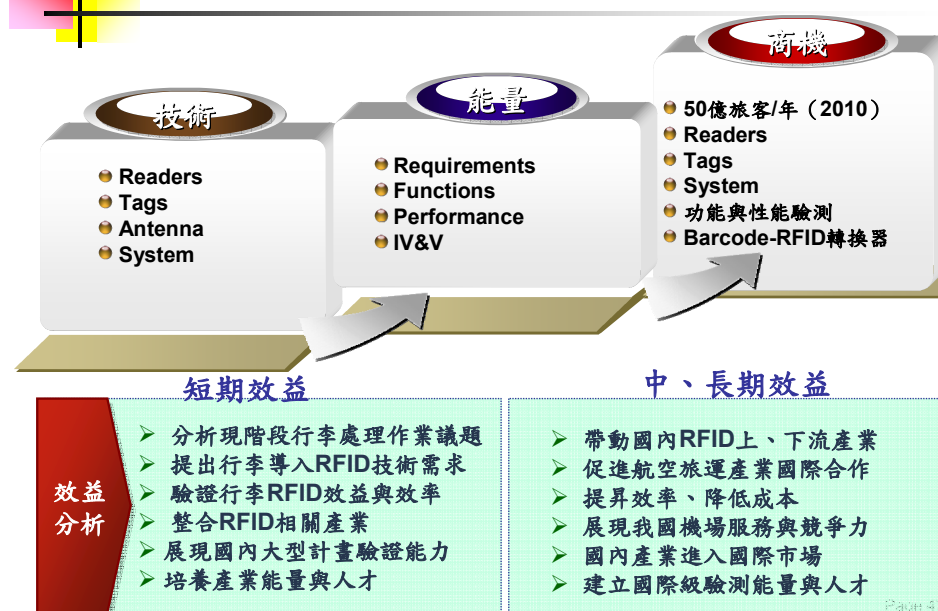 技術
Readers
Tags
Antenna
System
能量
Requirements
Functions
Performance
IV&V
商機
50億旅客/年（2010）
Readers
Tags
System
功能與性能驗測
Barcode-RFID轉換器
效益
分析
短期效益
分析現階段行李處理作業議題
提出行李導入RFID技術需求
驗證行李RFID效益與效率
整合RFID相關產業
展現國內大型計畫驗證能力
培養產業能量與人才
中、長期效益
帶動國內RFID上、下流產業
促進航空旅運產業國際合作
提昇效率、降低成本
展現我國機場服務與競爭力
國內產業進入國際市場
建立國際級驗測能量與人才